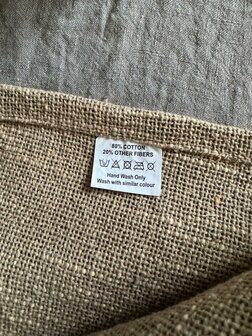 80% COTTON
20% OTHER FIBERS
Hand Wash Only
Wash with similar colour